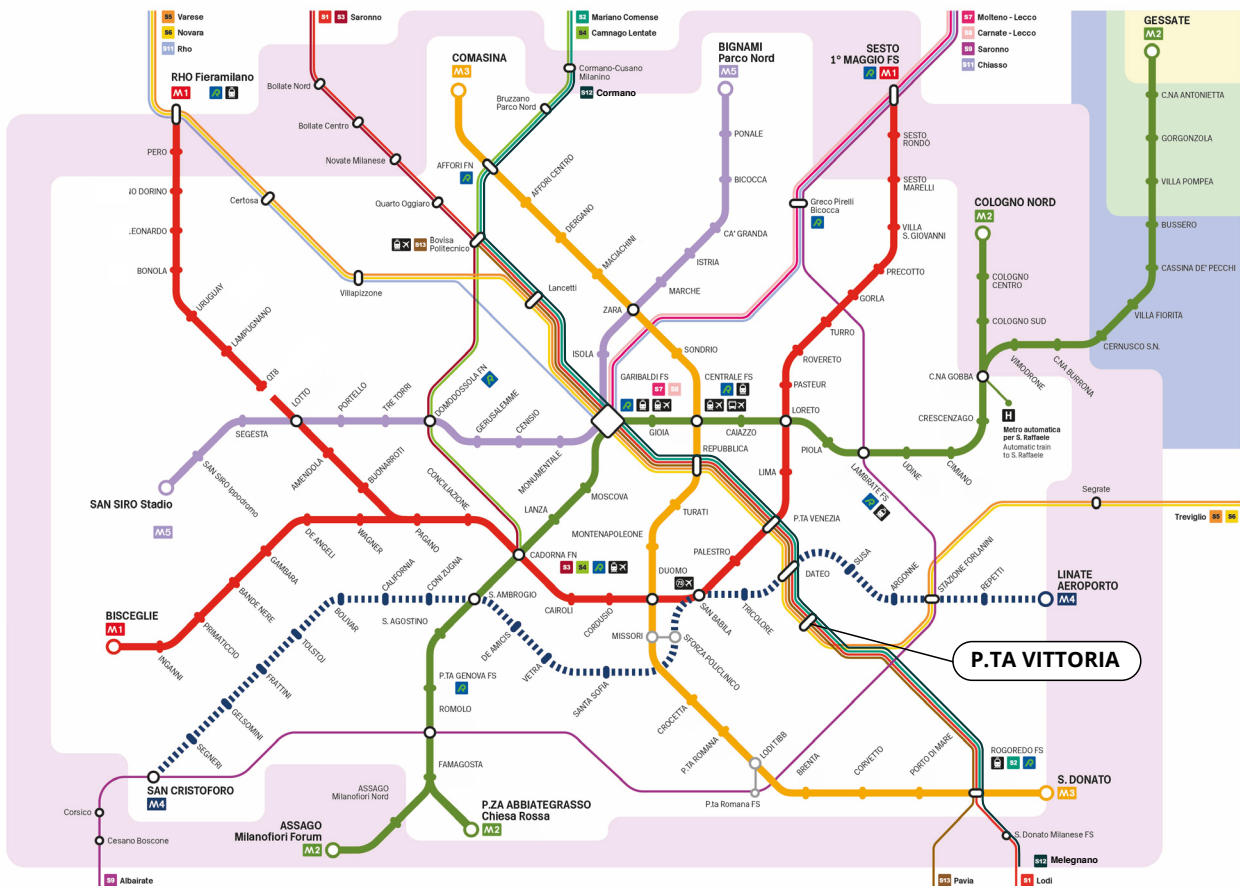 S5 Varese
S6 Novara
S11 Rho
S1 S3 Saronno
S2 Mariano Comense
S4 Camnago Lentate
S7 Molteno - Lecco
S8 Carnate - Lecco
S9 Saronno
S11 Chiasso
GESSATE
M2
RHO Fieramilano
M1
COMASINA
M3
Cormano-Cusano
Milanino
S12 Cormano
BIGNAMI
Parco Nord
M5
SESTO
1° MAGGIO FS
M1
Bollate Nord
Bruzzano
Parco Nord
C.NA ANTONIETTA
Bollate Centro
PONALE
SESTO
RONDO
GORGONZOLA
PERO
Novate Milanese
AFFORI FN
AFFORI CENTRO
BICOCCA
SESTO
MARELLI
VILLA POMPEA
NO DORINO
Certosa
Quarto Oggiaro
DERGANO
Greco Pirelli
Bicocca
COLOGNO NORD
M2
LEONARDO
S13 Bovisa
Politecnico
MACIACHINI
CA' GRANDA
VILLA
S. GIOVANNI
BUSSERO
BONOLA
ISTRIA
PRECOTTO
CASSINA DE' PECCHI
Villapizzone
Lancetti
MARCHE
GORLA
COLOGNO
CENTRO
URUGUAY
ZARA
TURRO
COLOGNO SUD
VILLA FIORITA
LAMPUGNANO
ISOLA
SONDRIO
ROVERETO
VIMODRONE
C.NA BURRONA
CERNUSCO S.N.
QT8
DOMODOSSOLA FN
GARIBALDI FS
S7 S8
CENTRALE FS
PASTEUR
C.NA GOBBA
LOTTO
PORTELLO
TRE TORRI
GERUSALEMME
CENISIO
LORETO
CRESCENZAGO
H
Metro automatica
per S. Raffaele
Automatic train
to S. Raffaele
SEGESTA
MONUMENTALE
GIOIA
CAIAZZO
PIOLA
LAMBRATE FS
UDINE
CIMIANO
SAN SIRO Ippodromo
AMENDOLA
BUONARROTI
CONCILIAZIONE
REPUBBLICA
LIMA
SAN SIRO Stadio
M5
MOSCOVA
LANZA
TURATI
Segrate
Treviglio S5 S6
DE ANGELI
WAGNER
PAGANO
MONTENAPOLEONE
P.TA VENEZIA
GAMBARA
CADORNA FN
S3 S4
PALESTRO
DATEO
SUSA
ARGONNE
STAZIONE FORLANINI
REPETTI
LINATE
AEROPORTO
M4
BANDE NERE
CALIFORNIA
CONI ZUGNA
DUOMO
73
BISCEGLIE
M1
PRIMATICCIO
INGANNI
BOLIVAR
S. AGOSTINO
S. AMBROGIO
CAIROLI
CORDUSIO
SAN BABILA
TRICOLORE
TOLSTOJ
DE AMICIS
MISSORI
SFORZA POLICLINICO
P.TA VITTORIA
FRATTINI
VETRA
SANTA SOFIA
P.TA GENOVA FS
GELSOMINI
ROMOLO
CROCETTA
SEGNERI
P.TA ROMANA
LODI TIBB
BRENTA
CORVETTO
PORTO DI MARE
ROGOREDO FS
S2
SAN CRISTOFORO
M4
FAMAGOSTA
S. DONATO
M3
ASSAGO
Milanofiori Nord
P.ta Romana FS
Corsico
P.ZA ABBIATEGRASSO
Chiesa Rossa
M2
ASSAGO
Milanofiori Forum
M2
Cesano Boscone
S. Donato Milanese FS
S12 Melegnano
S9 Albairate
S13 Pavia
S1 Lodi